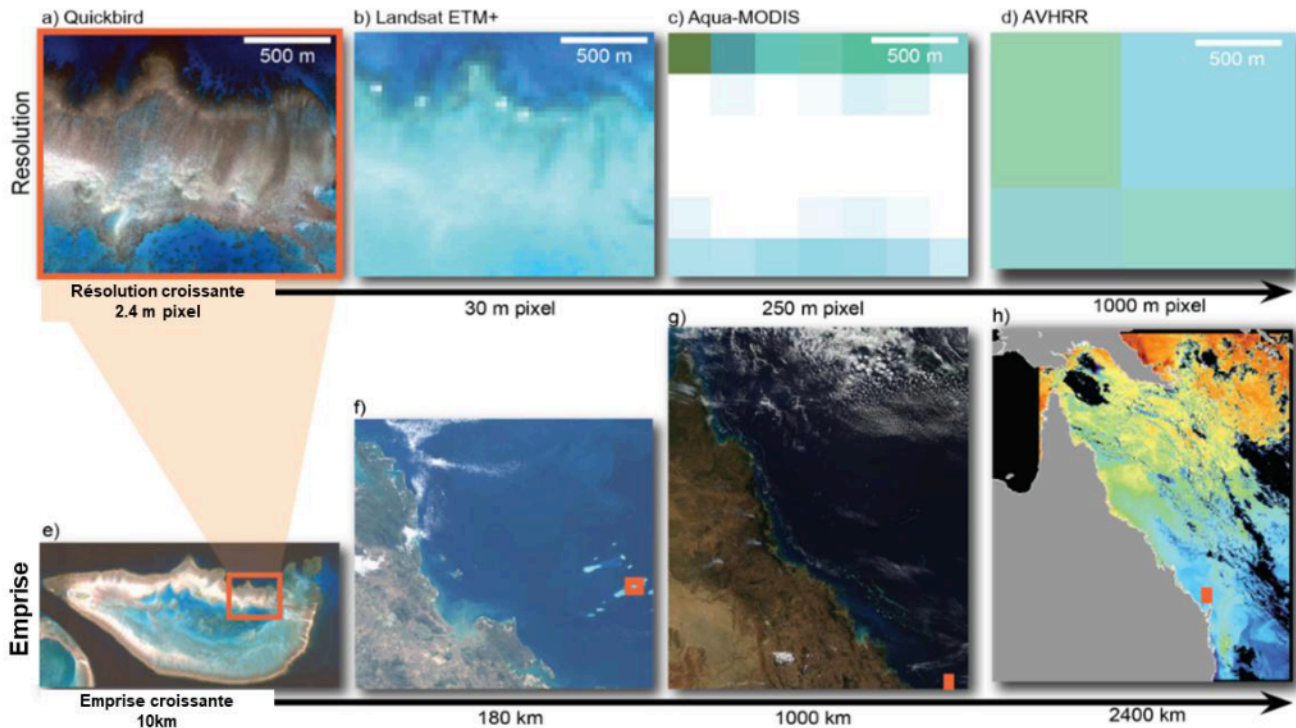 a) Quickbird
b) Landsat ETM+
c) Aqua-MODIS
d) AVHRR
500 m
500 m
500 m
500 m
Resolution
Résolution croissante
2.4 m pixel
30 m pixel
250 m pixel
1000 m pixel
e)
f)
g)
h)
Emprise
Emprise croissante
10km
180 km
1000 km
2400 km